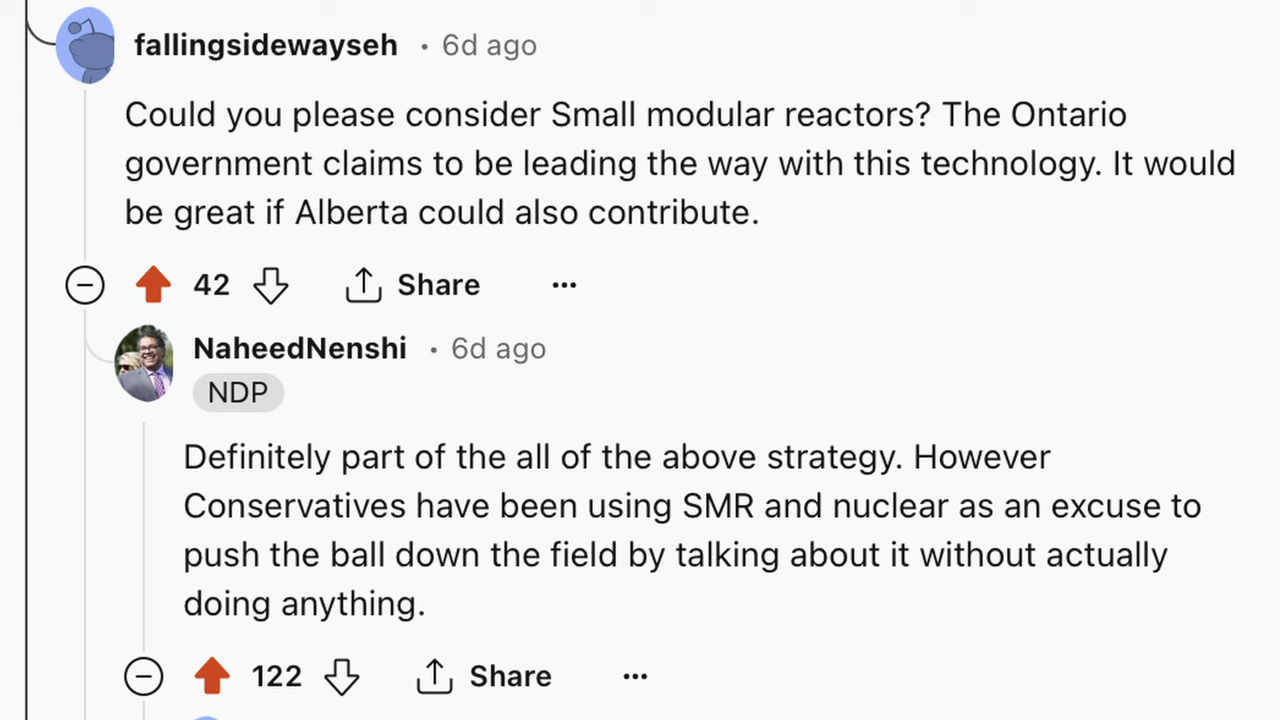 fallingsidewayseh • 6d ago
Could you please consider Small modular reactors? The Ontario
government claims to be leading the way with this technology. It would
be great if Alberta could also contribute.
42 Share ...
NaheedNenshi • 6d ago
NDP
Definitely part of the all of the above strategy. However
Conservatives have been using SMR and nuclear as an excuse to
push the ball down the field by talking about it without actually
doing anything.
122 Share ...